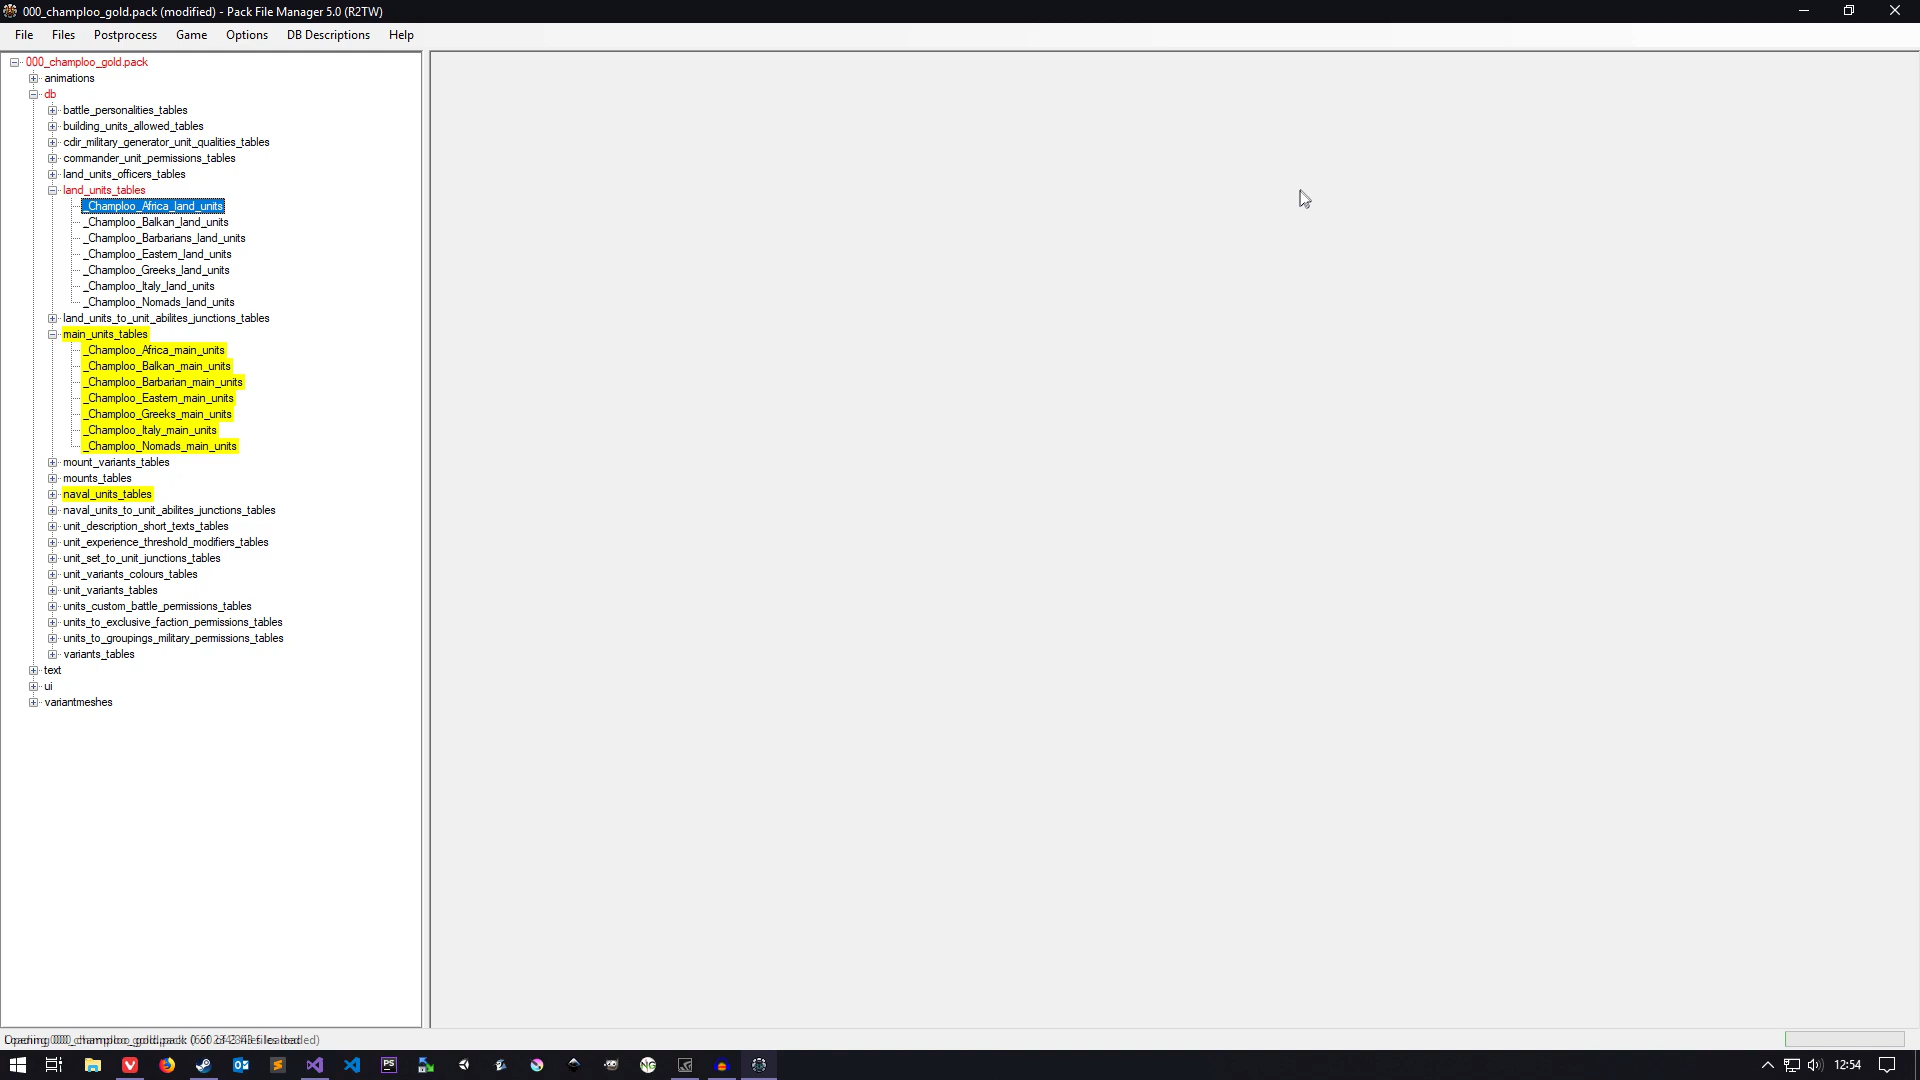 000_champloo_gold.pack (modified) - Pack File Manager 5.0 (R2TW)
File Files Postprocess Game Options DB Descriptions Help
000_champloo_gold.pack
animations
db
battle_personalities_tables
building_units_allowed_tables
cdir_military_generator_unit_qualities_tables
commander_unit_permissions_tables
land_units_officers_tables
land_units_tables
_Champloo_Africa_land_units
_Champloo_Balkan_land_units
_Champloo_Barbarians_land_units
_Champloo_Eastern_land_units
_Champloo_Greeks_land_units
_Champloo_Italy_land_units
_Champloo_Nomads_land_units
land_units_to_unit_abilites_junctions_tables
main_units_tables
_Champloo_Africa_main_units
_Champloo_Balkan_main_units
_Champloo_Barbarian_main_units
_Champloo_Eastern_main_units
_Champloo_Greeks_main_units
_Champloo_Italy_main_units
_Champloo_Nomads_main_units
mount_variants_tables
mounts_tables
naval_units_tables
naval_units_to_unit_abilites_junctions_tables
unit_description_short_texts_tables
unit_experience_threshold_modifiers_tables
unit_set_to_unit_junctions_tables
unit_variants_colours_tables
unit_variants_tables
units_custom_battle_permissions_tables
units_to_exclusive_faction_permissions_tables
units_to_groupings_military_permissions_tables
variants_tables
text
ui
variantmeshes
PS NG 12:54